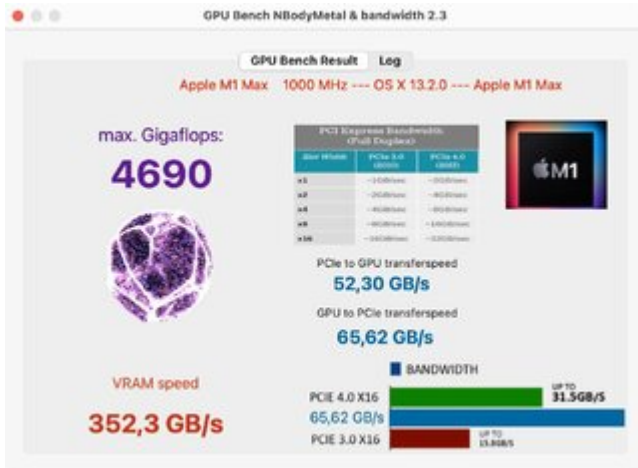 GPU Bench NBodyMetal & bandwidth 2.3
GPU Bench Result Log
Apple M1 Max 1000 MHz --- OS X 13.2.0 --- Apple M1 Max
max. Gigaflops:
4690
PCI Express Bandwidth
(Full Duplex)
PCIe 3.0 PCIe 4.0
x1
x2
x4
x8
x16
M1
PCIe to GPU transferspeed
52,30 GB/s
GPU to PCIe transferspeed
65,62 GB/s
VRAM speed
352,3 GB/s
BANDWIDTH
PCIE 4.0 X16
UP TO
31.5GB/S
65,62 GB/s
PCIE 3.0 X16
UP TO
15.8GB/S